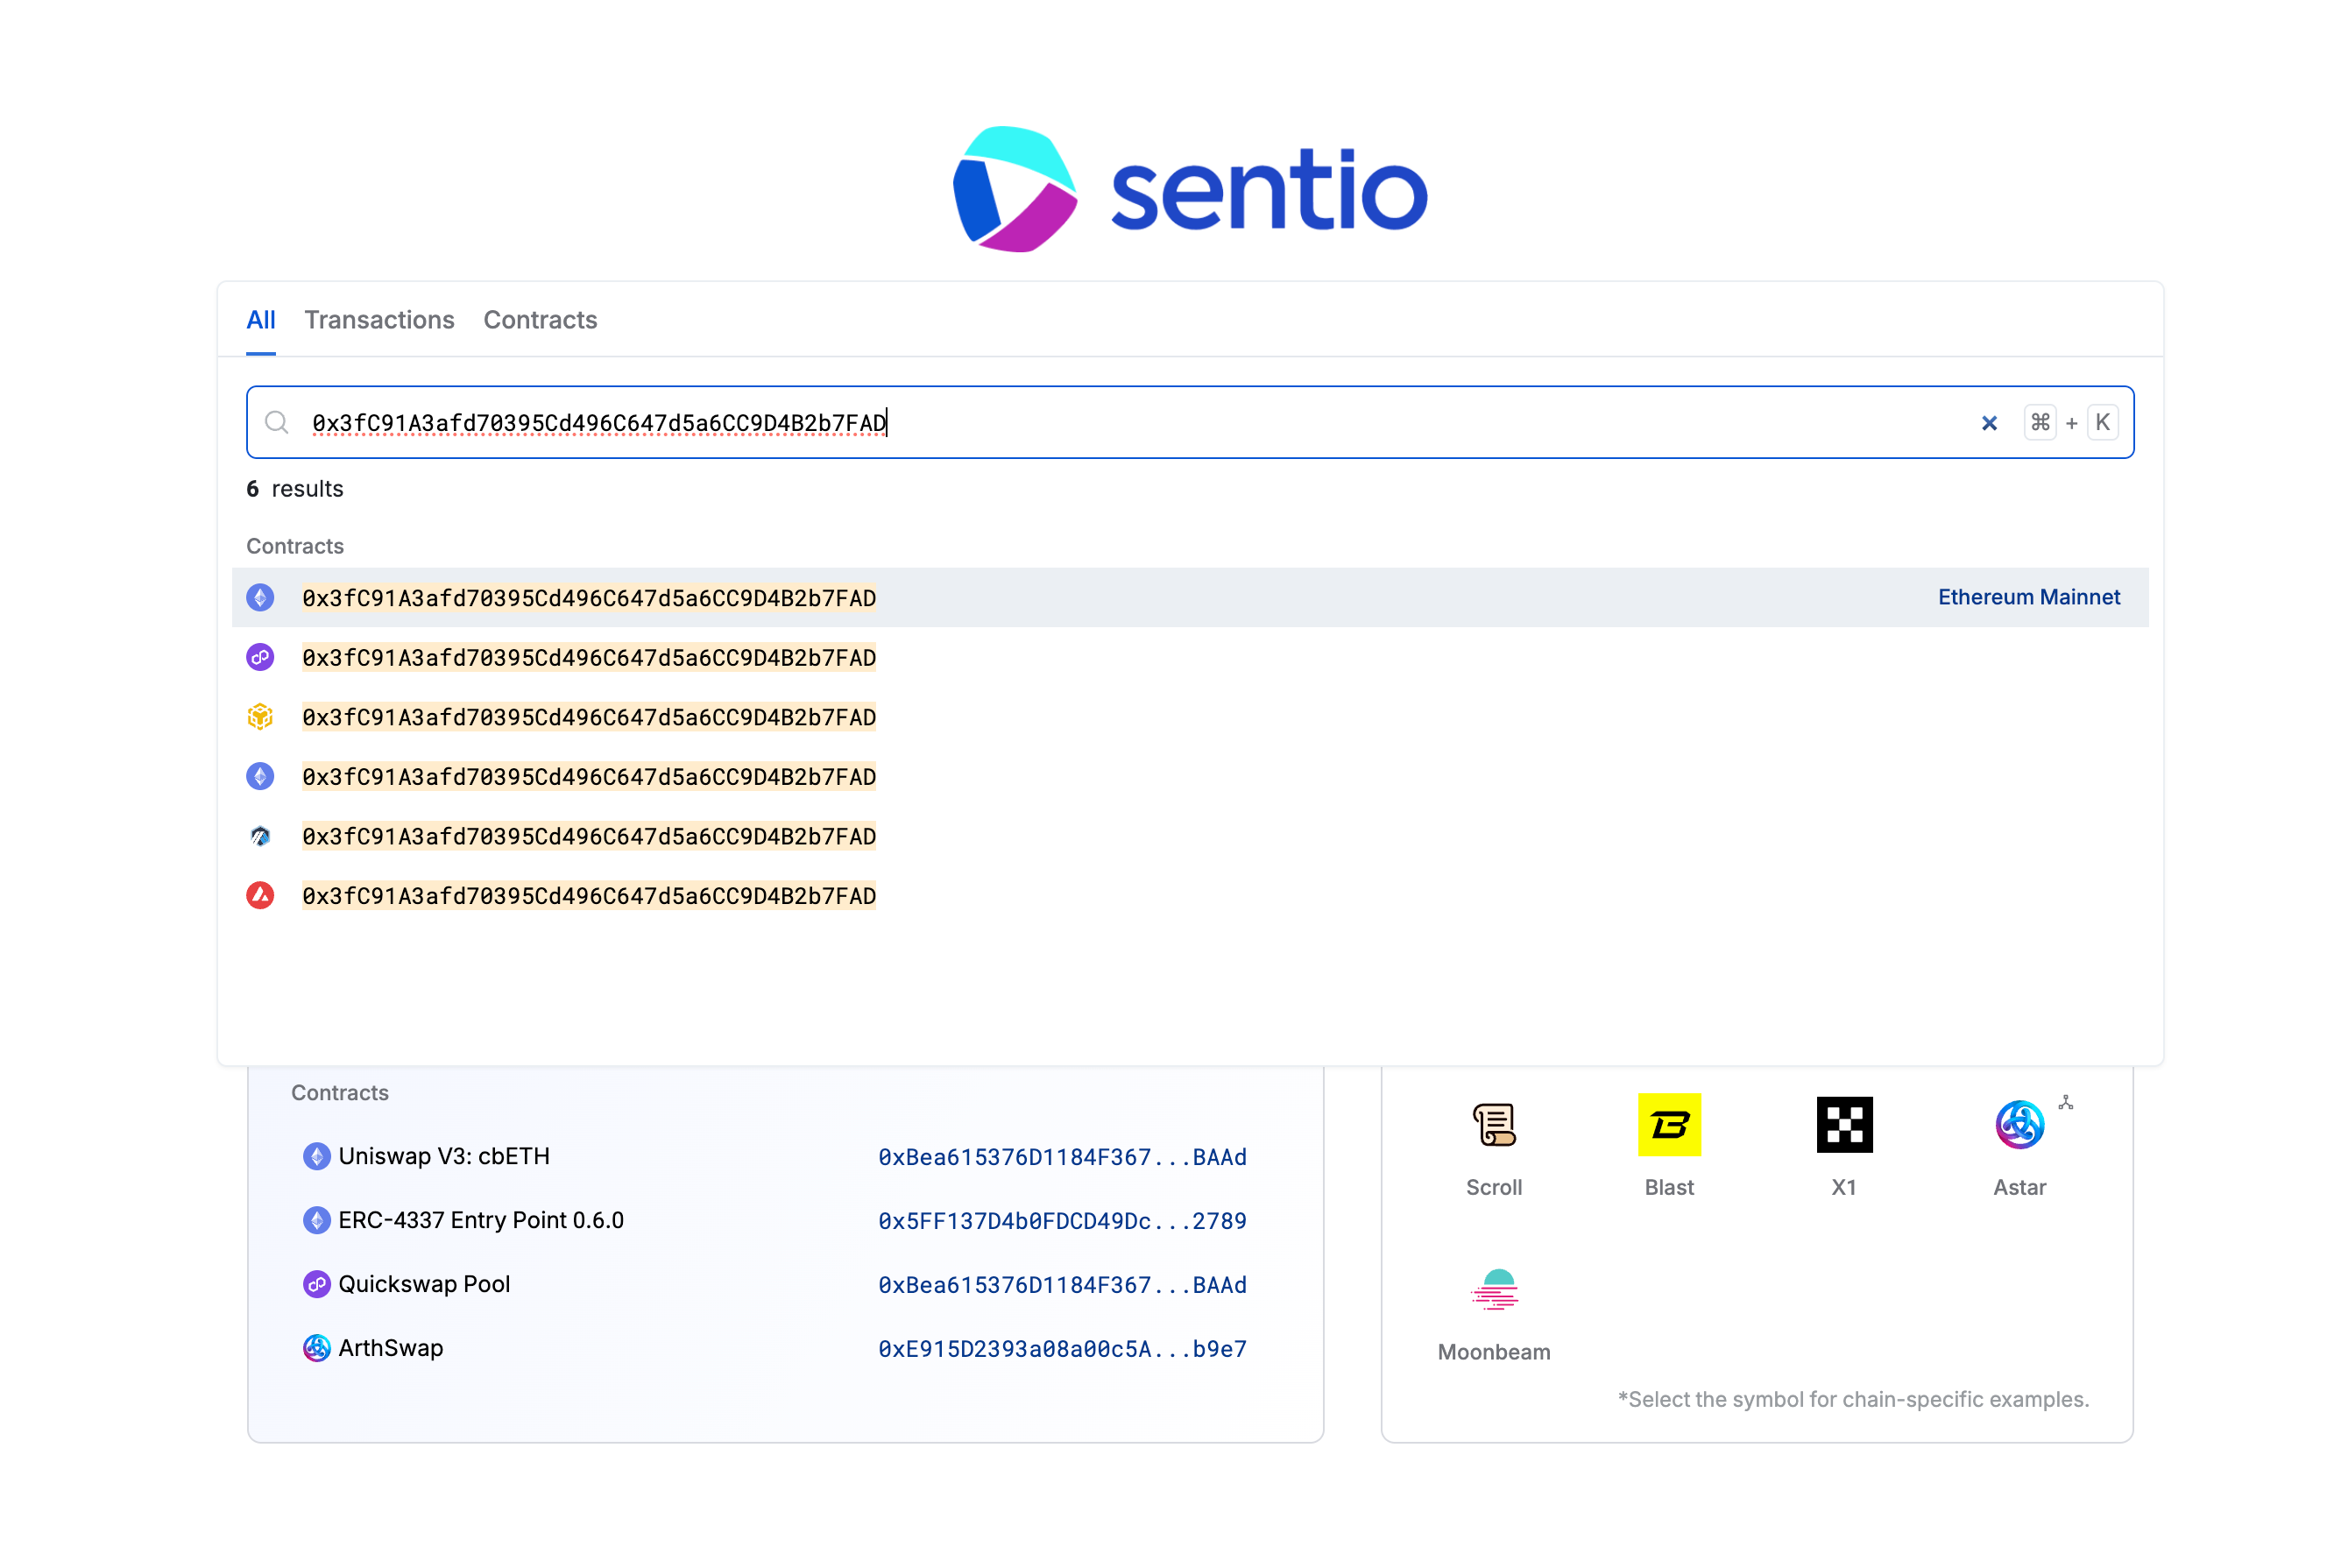 sentio
All Transactions Contracts
0x3fC91A3afd70395Cd496C647d5a6CC9D4B2b7FAD ⌘ + K
6 results
Contracts
0x3fC91A3afd70395Cd496C647d5a6CC9D4B2b7FAD Ethereum Mainnet
0x3fC91A3afd70395Cd496C647d5a6CC9D4B2b7FAD
0x3fC91A3afd70395Cd496C647d5a6CC9D4B2b7FAD
0x3fC91A3afd70395Cd496C647d5a6CC9D4B2b7FAD
0x3fC91A3afd70395Cd496C647d5a6CC9D4B2b7FAD
0x3fC91A3afd70395Cd496C647d5a6CC9D4B2b7FAD
Contracts
Uniswap V3: cbETH 0xBea615376D1184F367...BAAd
ERC-4337 Entry Point 0.6.0 0x5FF137D4b0FDCD49Dc...2789
Quickswap Pool 0xBea615376D1184F367...BAAd
ArthSwap 0xE915D2393a08a00c5A...b9e7
Scroll Blast X1 Astar
Moonbeam
*Select the symbol for chain-specific examples.